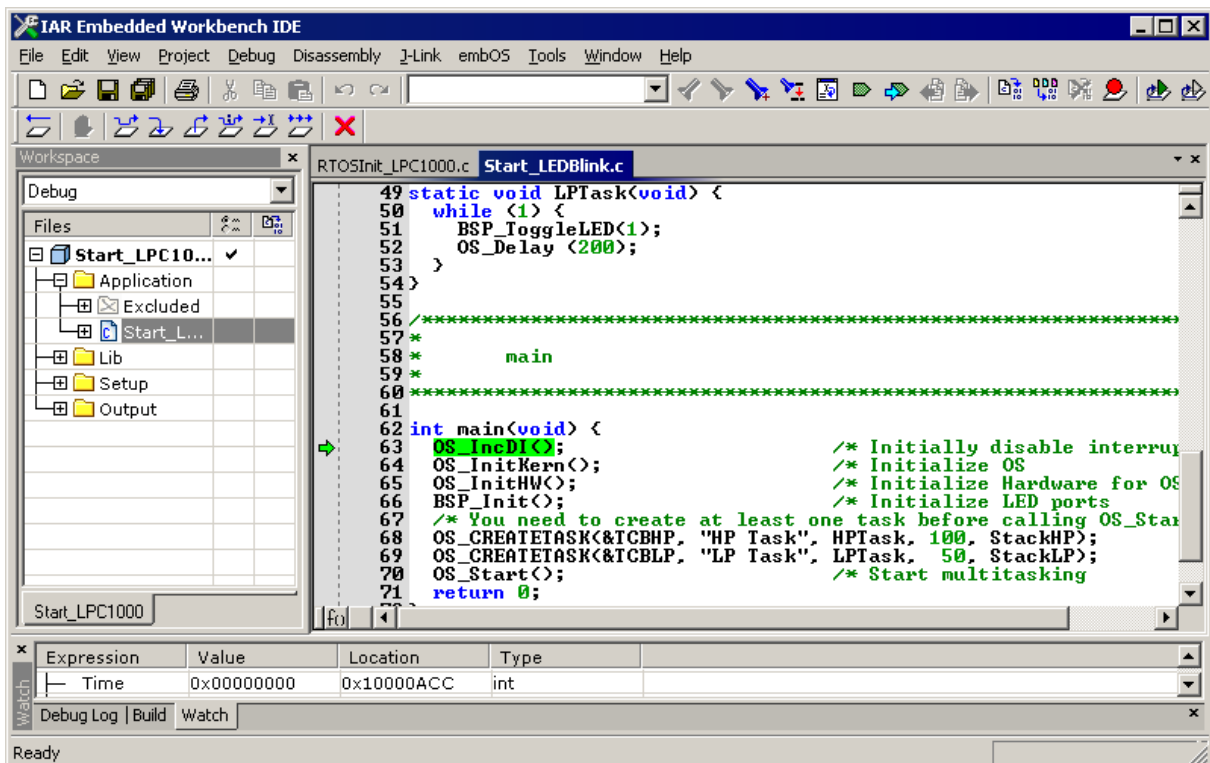 IAR Embedded Workbench IDE
File Edit View Project Debug Disassembly J-Link embOS Tools Window Help
Workspace
Debug
Files
Start_LPC10...
Application
Excluded
Start_L...
Lib
Setup
Output
Start_LPC1000
RTOSInit_LPC1000.c Start_LEDBlink.c
49 static void LPTask(void) {
50 while (1) {
51 BSP_ToggleLED(1);
52 OS_Delay (200);
53 }
54 }
55
56 /******************************************************************
57 *
58 * main
59 *
60 *******************************************************************
61
62 int main(void) {
63 OS_IncDI(); /* Initially disable interrup
64 OS_InitKern(); /* Initialize OS
65 OS_InitHW(); /* Initialize Hardware for OS
66 BSP_Init(); /* Initialize LED ports
67 /* You need to create at least one task before calling OS_Star
68 OS_CREATETASK(&TCBHP, "HP Task", HPTask, 100, StackHP);
69 OS_CREATETASK(&TCBLP, "LP Task", LPTask, 50, StackLP);
70 OS_Start(); /* Start multitasking
71 return 0;
Expression Value Location Type
Time 0x00000000 0x10000ACC int
Watch
Debug Log Build Watch
Ready